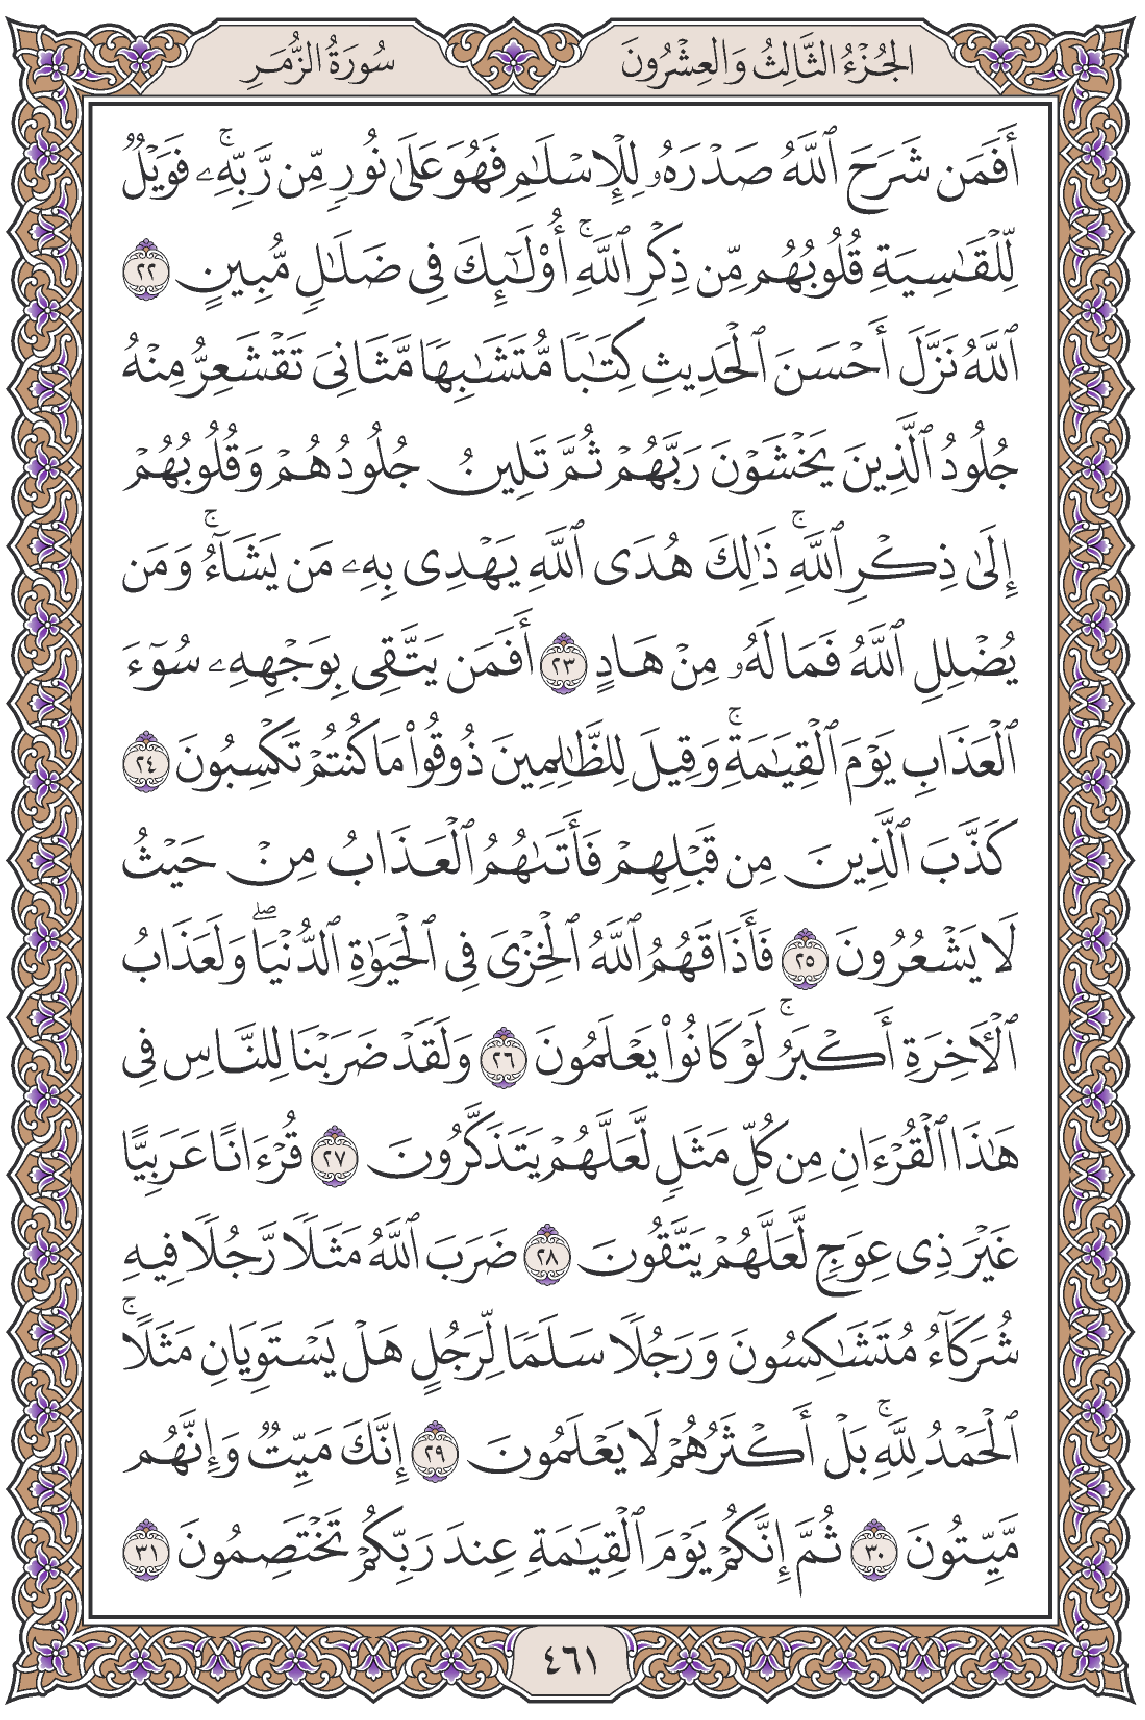 الجُزْءُ الثَّالِثُ وَالعِشْرُونَ
سُورَةُ الزُّمَرِ
أَفَمَن شَرَحَ ٱللَّهُ صَدْرَهُۥ لِلْإِسْلَٰمِ فَهُوَ عَلَىٰ نُورٍ مِّن رَّبِّهِۦۚ فَوَيْلٌ
لِّلْقَٰسِيَةِ قُلُوبُهُم مِّن ذِكْرِ ٱللَّهِۚ أُو۟لَٰٓئِكَ فِى ضَلَٰلٍ مُّبِينٍ ٢٢
ٱللَّهُ نَزَّلَ أَحْسَنَ ٱلْحَدِيثِ كِتَٰبًا مُّتَشَٰبِهًا مَّثَانِىَ تَقْشَعِرُّ مِنْهُ
جُلُودُ ٱلَّذِينَ يَخْشَوْنَ رَبَّهُمْ ثُمَّ تَلِينُ جُلُودُهُمْ وَقُلُوبُهُمْ
إِلَىٰ ذِكْرِ ٱللَّهِۚ ذَٰلِكَ هُدَى ٱللَّهِ يَهْدِى بِهِۦ مَن يَشَآءُۚ وَمَن
يُضْلِلِ ٱللَّهُ فَمَا لَهُۥ مِنْ هَادٍ ٢٣ أَفَمَن يَتَّقِى بِوَجْهِهِۦ سُوٓءَ
ٱلْعَذَابِ يَوْمَ ٱلْقِيَٰمَةِۚ وَقِيلَ لِلظَّٰلِمِينَ ذُوقُوا۟ مَا كُنتُمْ تَكْسِبُونَ ٢٤
كَذَّبَ ٱلَّذِينَ مِن قَبْلِهِمْ فَأَتَىٰهُمُ ٱلْعَذَابُ مِنْ حَيْثُ
لَا يَشْعُرُونَ ٢٥ فَأَذَاقَهُمُ ٱللَّهُ ٱلْخِزْىَ فِى ٱلْحَيَوٰةِ ٱلدُّنْيَاۖ وَلَعَذَابُ
ٱلْأَخِرَةِ أَكْبَرُۚ لَوْ كَانُوا۟ يَعْلَمُونَ ٢٦ وَلَقَدْ ضَرَبْنَا لِلنَّاسِ فِى
هَٰذَا ٱلْقُرْءَانِ مِن كُلِّ مَثَلٍ لَّعَلَّهُمْ يَتَذَكَّرُونَ ٢٧ قُرْءَانًا عَرَبِيًّا
غَيْرَ ذِى عِوَجٍ لَّعَلَّهُمْ يَتَّقُونَ ٢٨ ضَرَبَ ٱللَّهُ مَثَلًا رَّجُلًا فِيهِ
شُرَكَآءُ مُتَشَٰكِسُونَ وَرَجُلًا سَلَمًا لِّرَجُلٍ هَلْ يَسْتَوِيَانِ مَثَلًاۚ
ٱلْحَمْدُ لِلَّهِۚ بَلْ أَكْثَرُهُمْ لَا يَعْلَمُونَ ٢٩ إِنَّكَ مَيِّتٌ وَإِنَّهُم
مَّيِّتُونَ ٣٠ ثُمَّ إِنَّكُمْ يَوْمَ ٱلْقِيَٰمَةِ عِندَ رَبِّكُمْ تَخْتَصِمُونَ ٣١
٤٦١